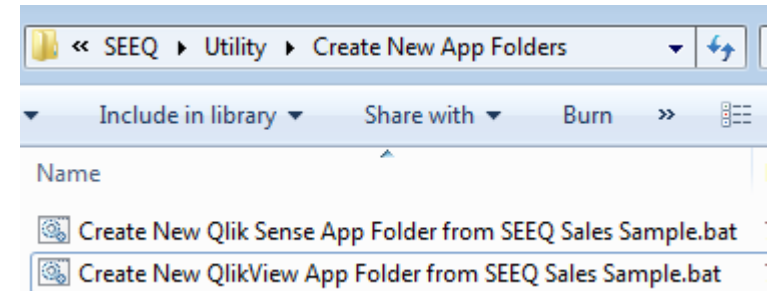 « SEEQ ▸ Utility ▸ Create New App Folders
Include in library ▾ Share with ▾ Burn »
Name
Create New Qlik Sense App Folder from SEEQ Sales Sample.bat
Create New QlikView App Folder from SEEQ Sales Sample.bat